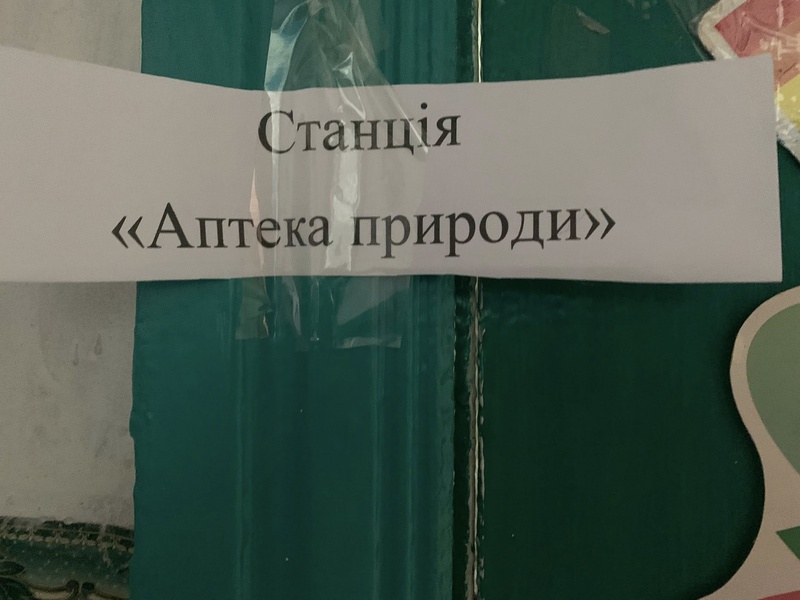 Станція
«Аптека природи»